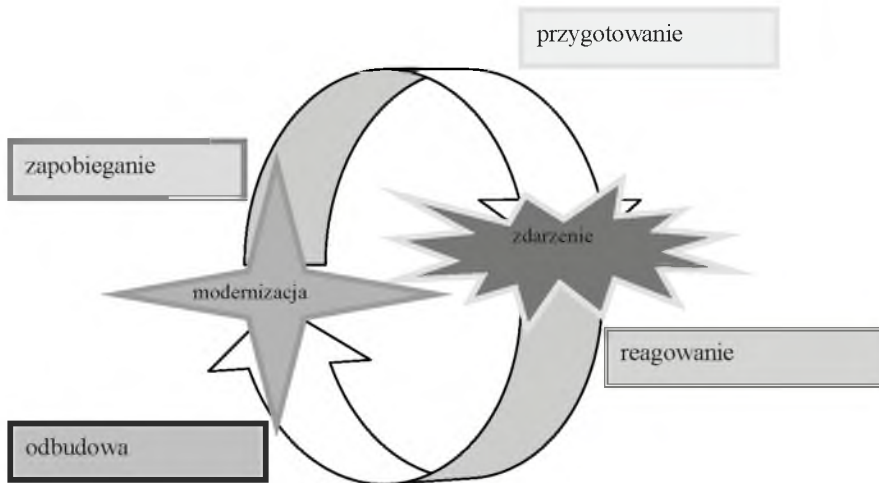 przygotowanie
zapobieganie
zdarzenie
modernizacja
reagowanie
odbudowa